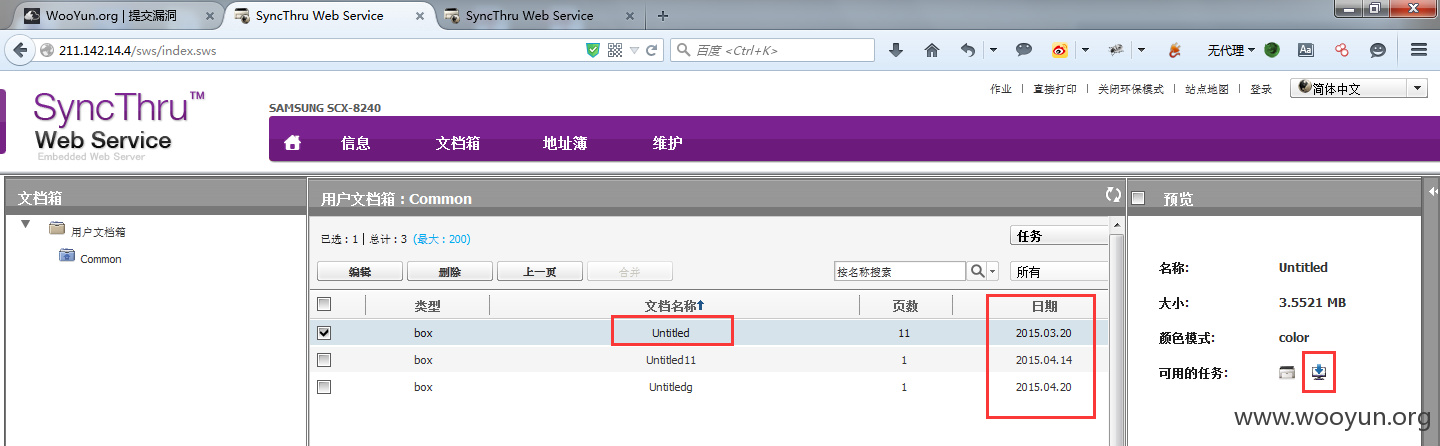 WooYun.org | 提交漏洞
SyncThru Web Service
SyncThru Web Service
211.142.14.4/sws/index.sws
百度 <Ctrl+K>
无代理
Aa
作业 | 直接打印 | 关闭环保模式 | 站点地图 | 登录
简体中文
SyncThru™
Web Service
Embedded Web Server
SAMSUNG SCX-8240
信息 文档箱 地址簿 维护
文档箱
用户文档箱
Common
用户文档箱 : Common
已选 : 1 | 总计 : 3 (最大 : 200)
任务
编辑 删除 上一页 合并
按名称搜索
所有
类型 文档名称 页数 日期
box Untitled 11 2015.03.20
box Untitled11 1 2015.04.14
box Untitledg 1 2015.04.20
预览
名称: Untitled
大小: 3.5521 MB
颜色模式: color
可用的任务:
www.wooyun.org